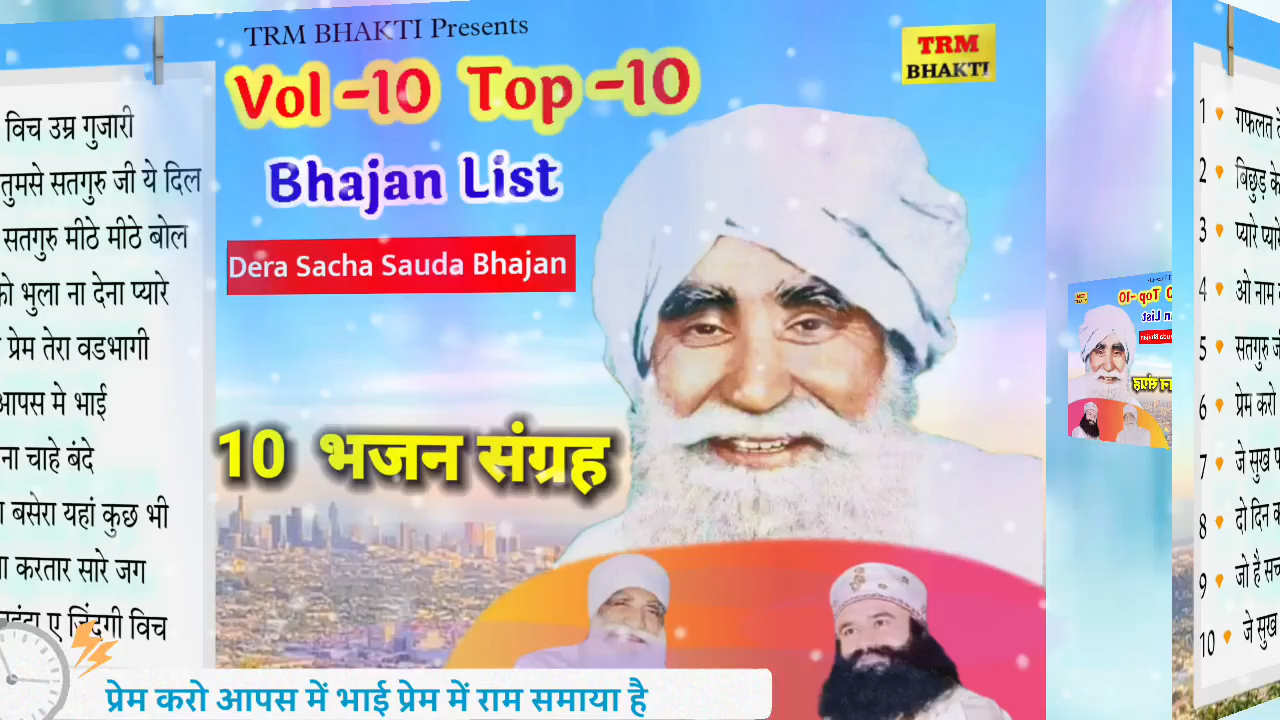 TRM BHAKTI Presents
Vol -10 Top -10
TRM
BHAKTI
Bhajan List
Dera Sacha Sauda Bhajan
10 भजन संग्रह
विच उम्र गुजारी
तुमसे सतगुरु जी ये दिल
सतगुरु मीठे मीठे बोल
को भुला ना देना प्यारे
प्रेम तेरा वडभागी
आपस मे भाई
ना चाहे बंदे
बसेरा यहां कुछ भी
करतार सारे जग
ए जिंदगी विच
प्रेम करो आपस में भाई प्रेम में राम समाया है
1 गफलत
2 बिछुड़ के
3 प्यारे प्यारे
4 ओ नाम
5 सतगुरु जी
6 प्रेम करो
7 जे सुख
8 दो दिन
9 जो है
10 जे सुख